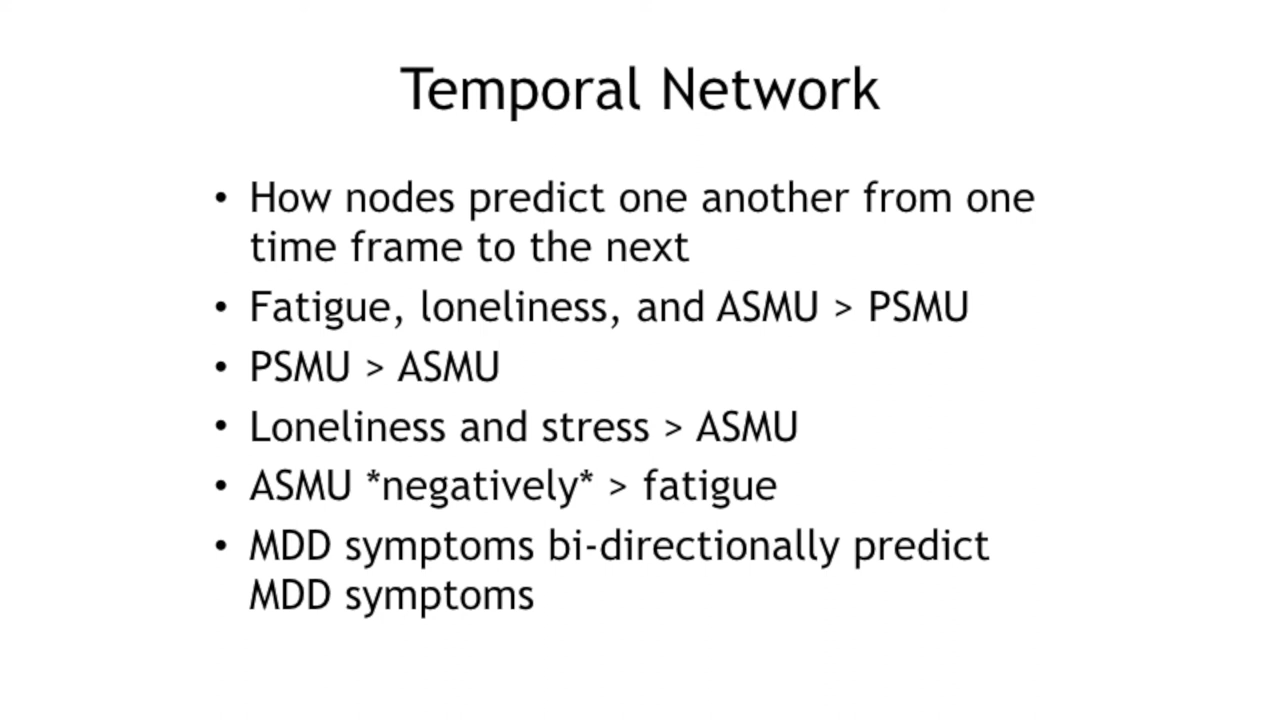 Temporal Network
• How nodes predict one another from one
time frame to the next
• Fatigue, loneliness, and ASMU > PSMU
• PSMU > ASMU
• Loneliness and stress > ASMU
• ASMU *negatively* > fatigue
• MDD symptoms bi-directionally predict
MDD symptoms